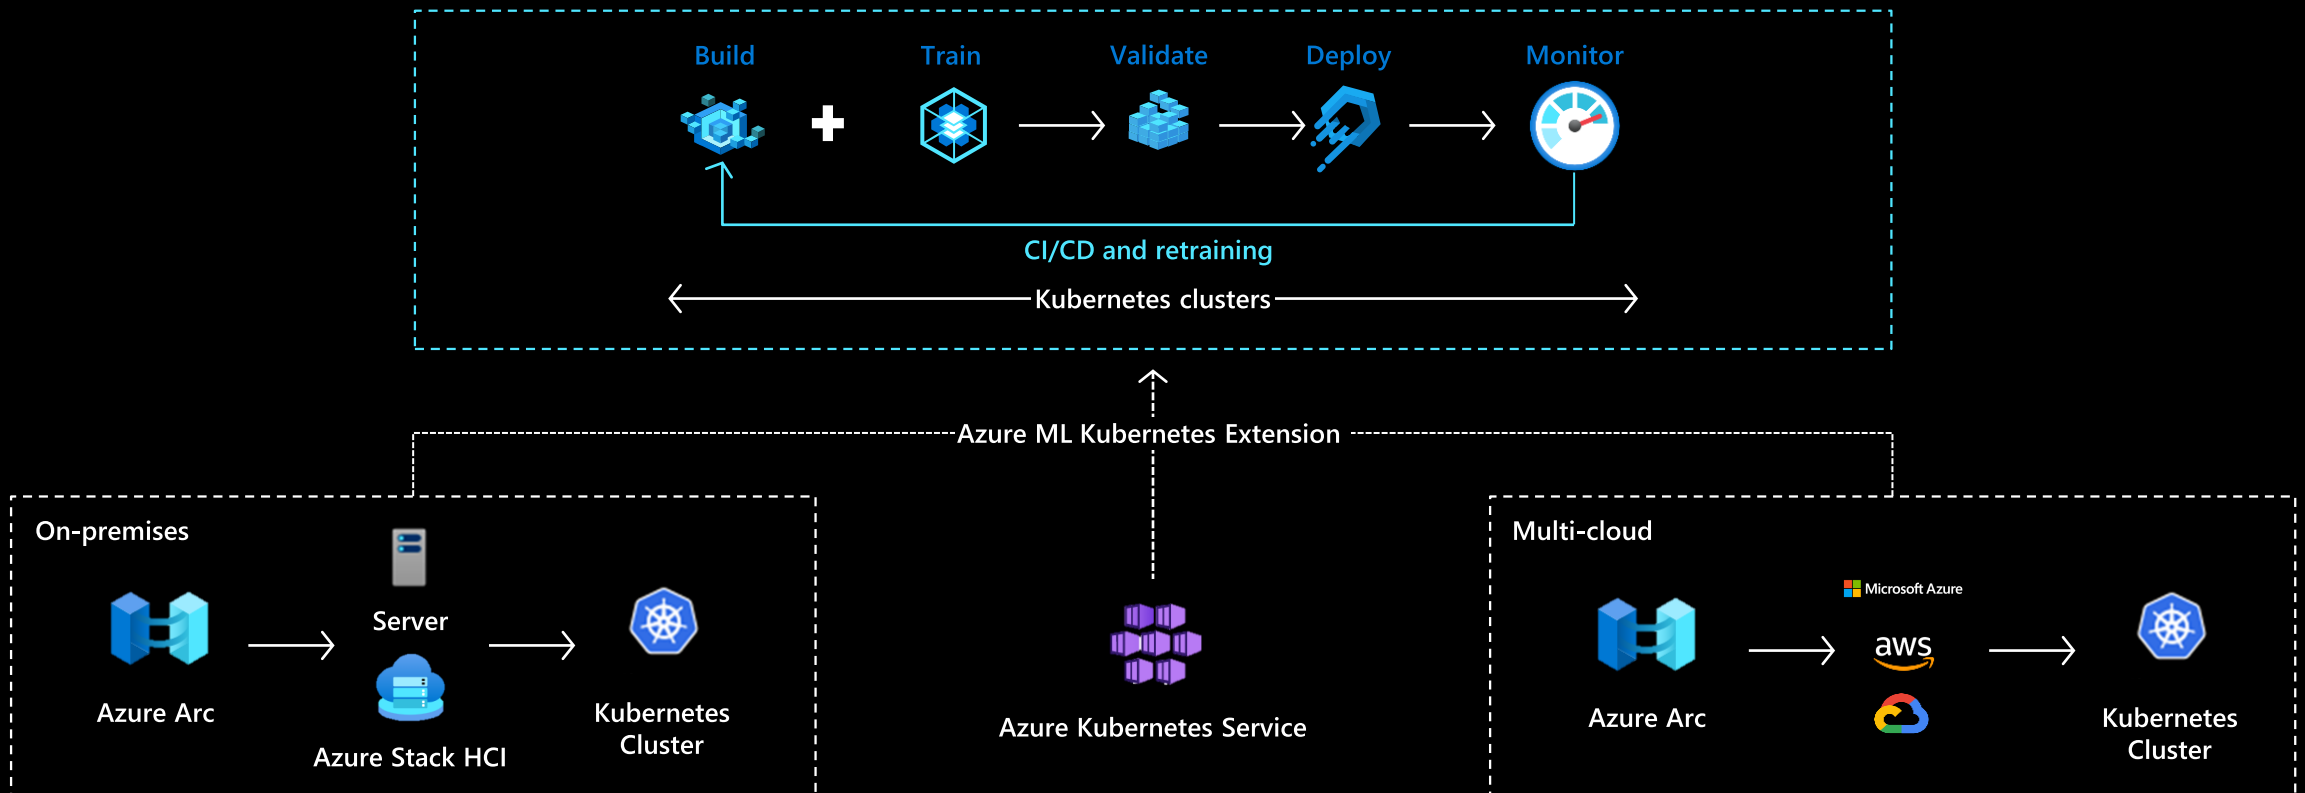 Build
Train
Validate
Deploy
Monitor
CI/CD and retraining
Kubernetes clusters
Azure ML Kubernetes Extension
On-premises
Server
Azure Arc
Azure Stack HCI
Kubernetes
Cluster
Azure Kubernetes Service
Multi-cloud
Microsoft Azure
aws
Azure Arc
Kubernetes
Cluster